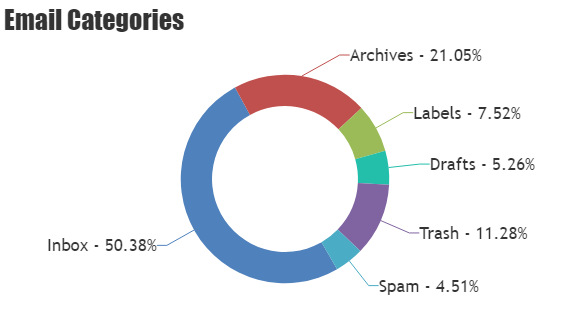 Email Categories
Archives - 21.05%
Labels - 7.52%
Drafts - 5.26%
Trash - 11.28%
Inbox - 50.38%
Spam - 4.51%